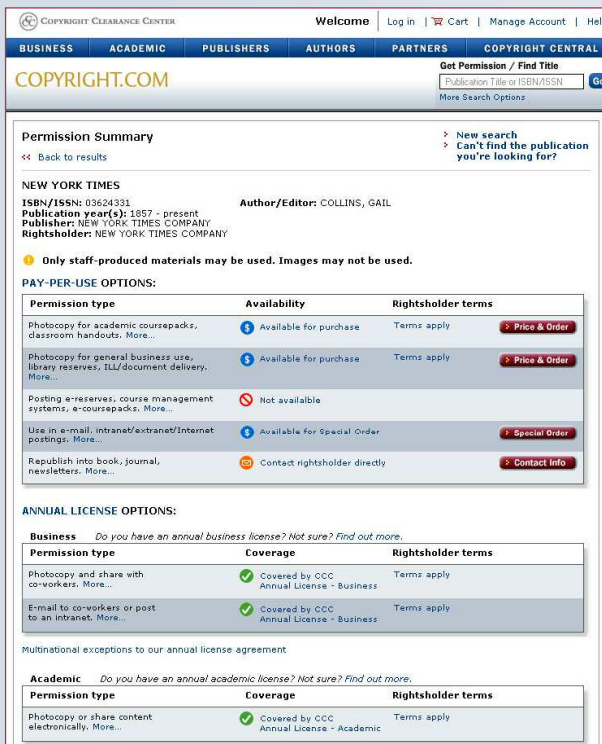 CCC COPYRIGHT CLEARANCE CENTER
Welcome | Log in | Cart | Manage Account | Hel
BUSINESS ACADEMIC PUBLISHERS AUTHORS PARTNERS COPYRIGHT CENTRAL
COPYRIGHT.COM
Get Permission / Find Title
Publication Title or ISBN/ISSN Go
More Search Options
Permission Summary
Back to results
New search
Can't find the publication
you're looking for?
NEW YORK TIMES
ISBN/ISSN: 03624331 Author/Editor: COLLINS, GAIL
Publication year(s): 1857 - present
Publisher: NEW YORK TIMES COMPANY
Rightsholder: NEW YORK TIMES COMPANY
Only staff-produced materials may be used. Images may not be used.
PAY-PER-USE OPTIONS:
Permission type Availability Rightsholder terms
Photocopy for academic coursepacks,
classroom handouts. More... Available for purchase Terms apply Price & Order
Photocopy for general business use,
library reserves, ILL/document delivery.
More... Available for purchase Terms apply Price & Order
Posting e-reserves, course management
systems, e-coursepacks. More... Not availalble
Use in e-mail, intranet/extranet/Internet
postings. More... Available for Special Order Special Order
Republish into book, journal,
newsletters. More... Contact rightsholder directly Contact Info
ANNUAL LICENSE OPTIONS:
Business Do you have an annual business license? Not sure? Find out more.
Permission type Coverage Rightsholder terms
Photocopy and share with
co-workers. More... Covered by CCC
Annual License - Business Terms apply
E-mail to co-workers or post
to an intranet. More... Covered by CCC
Annual License - Business Terms apply
Multinational exceptions to our annual license agreement
Academic Do you have an annual academic license? Not sure? Find out more.
Permission type Coverage Rightsholder terms
Photocopy or share content
electronically. More... Covered by CCC
Annual License - Academic Terms apply